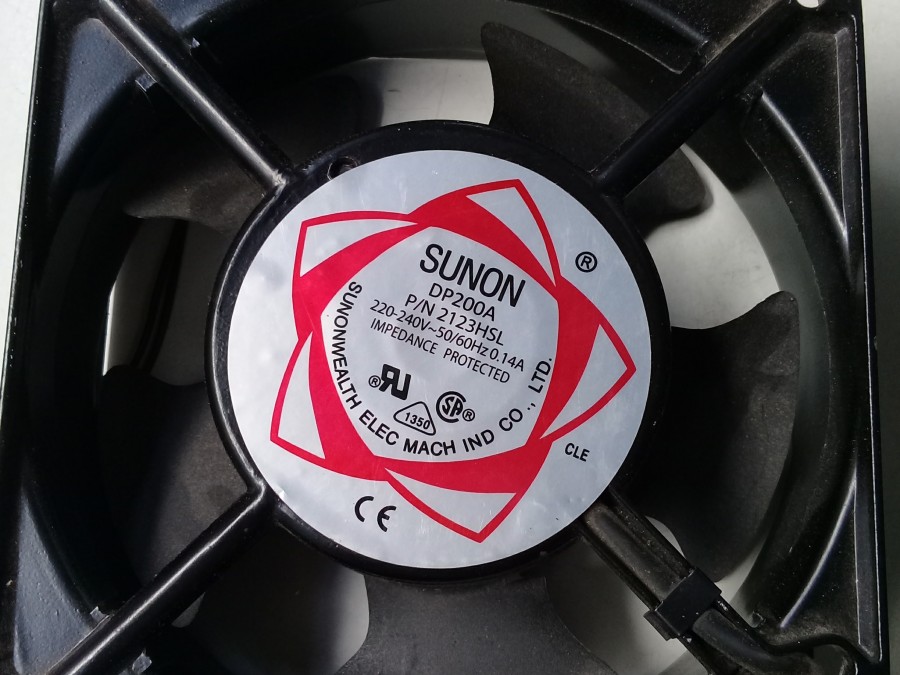 SUNON
®
DP200A
P/N 2123HSL
220-240V~50/60Hz 0.14A
IMPEDANCE PROTECTED
®
1350
SA®
SUNONWEALTH ELEC MACH IND CO., LTD.
CLE
CE